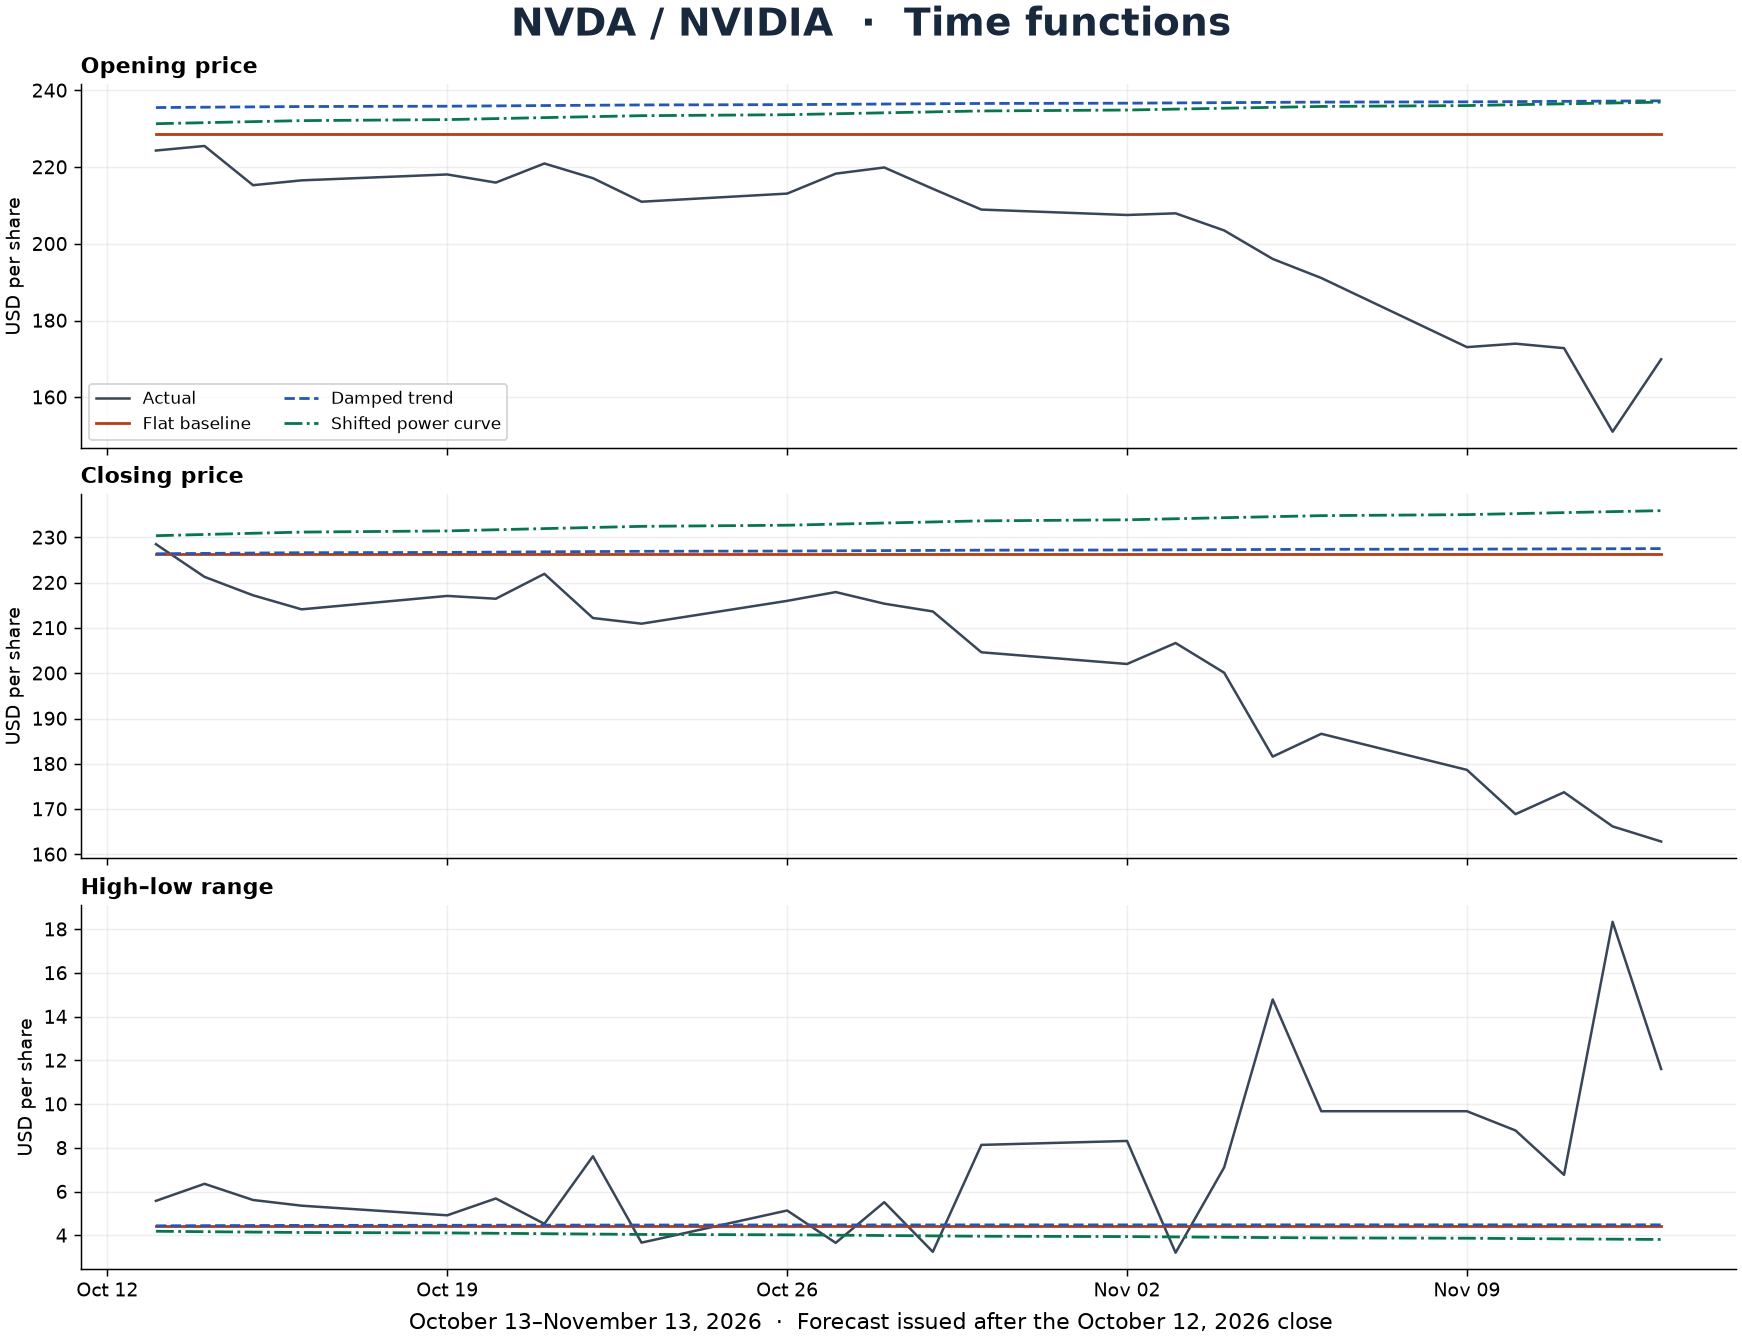 NVDA / NVIDIA · Time functions
Opening price
240
220
200
180
160
USD per share
Actual
Flat baseline
Damped trend
Shifted power curve
Closing price
230
220
210
200
190
180
170
160
USD per share
High–low range
18
16
14
12
10
8
6
4
USD per share
Oct 12
Oct 19
Oct 26
Nov 02
Nov 09
October 13–November 13, 2026 · Forecast issued after the October 12, 2026 close